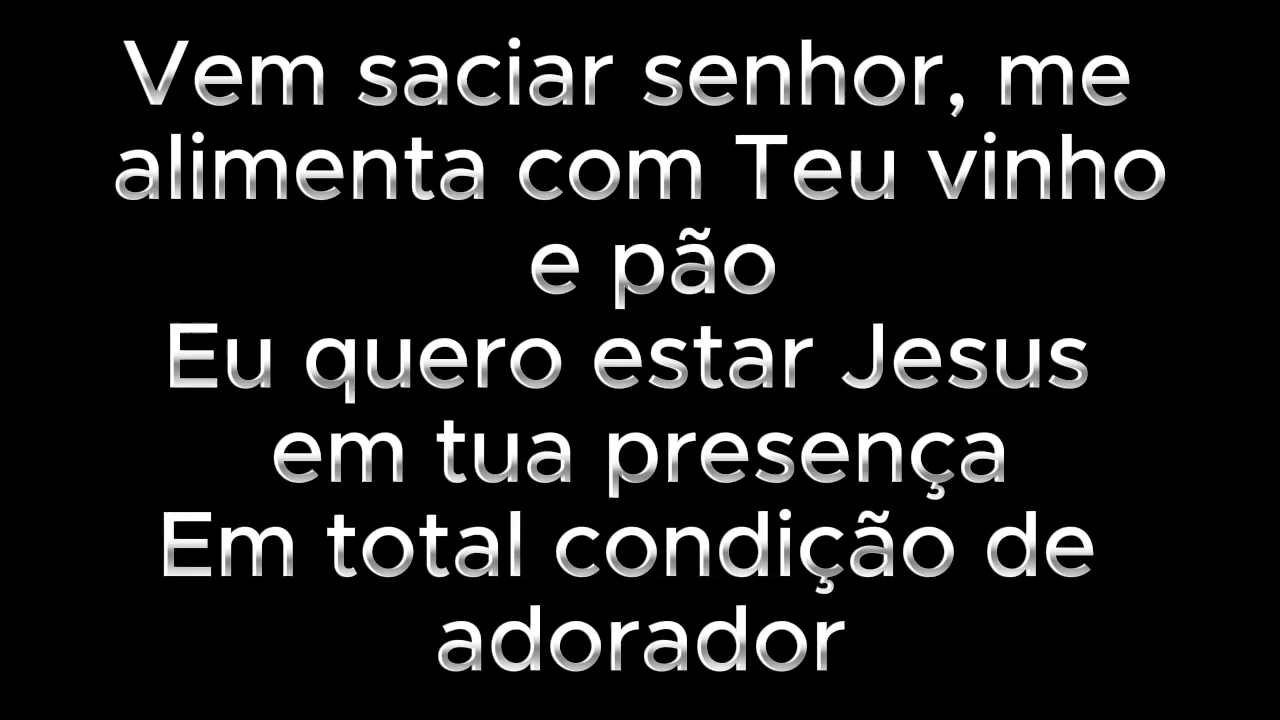 Vem saciar senhor, me
alimenta com Teu vinho
e pão
Eu quero estar Jesus
em tua presença
Em total condição de
adorador